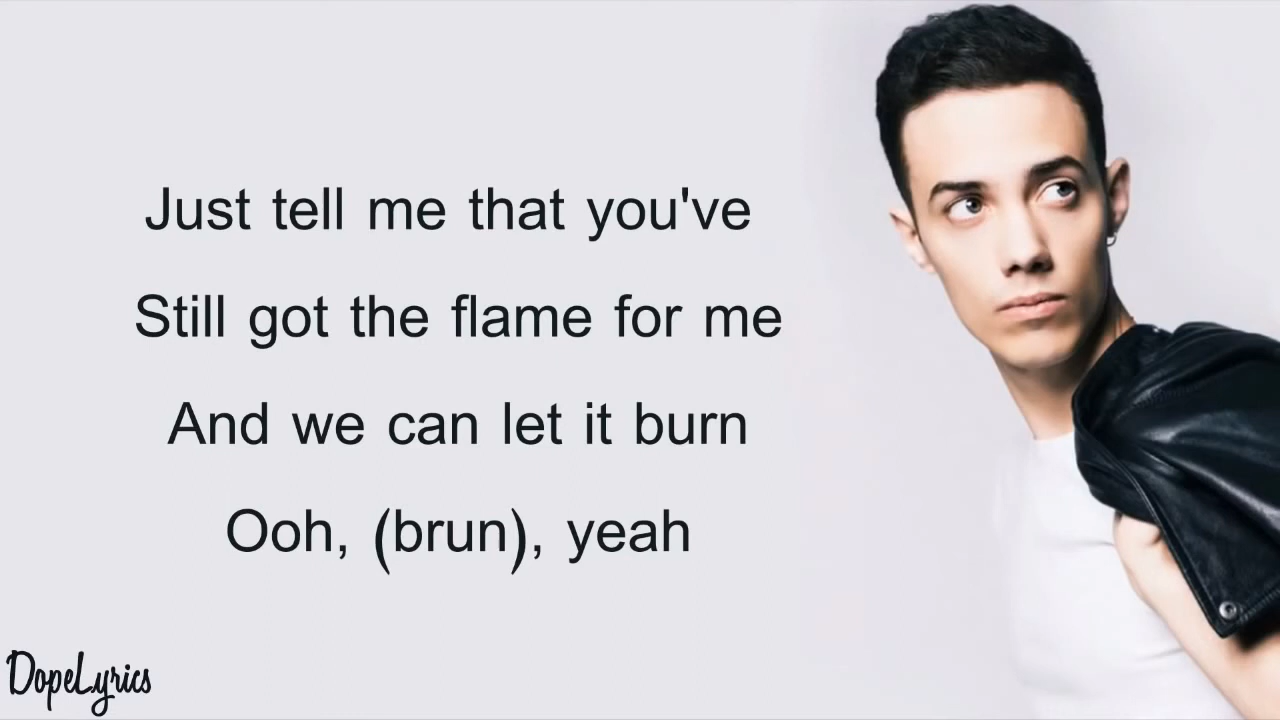 Just tell me that you've
Still got the flame for me
And we can let it burn
Ooh, (brun), yeah
DopeLyrics